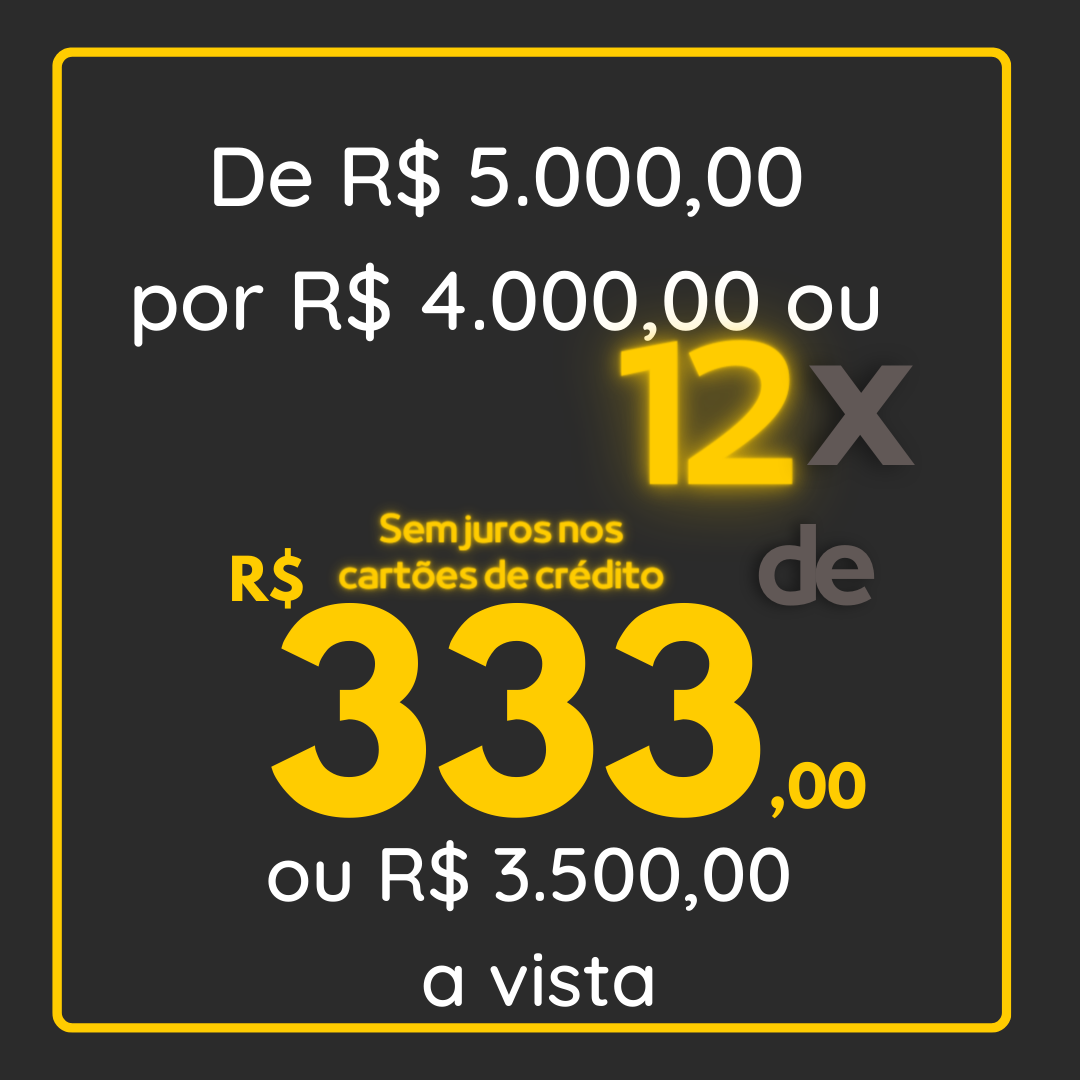 De R$ 5.000,00
por R$ 4.000,00 ou
12x
de
Sem juros nos
cartões de crédito
R$ 333,00
ou R$ 3.500,00
a vista